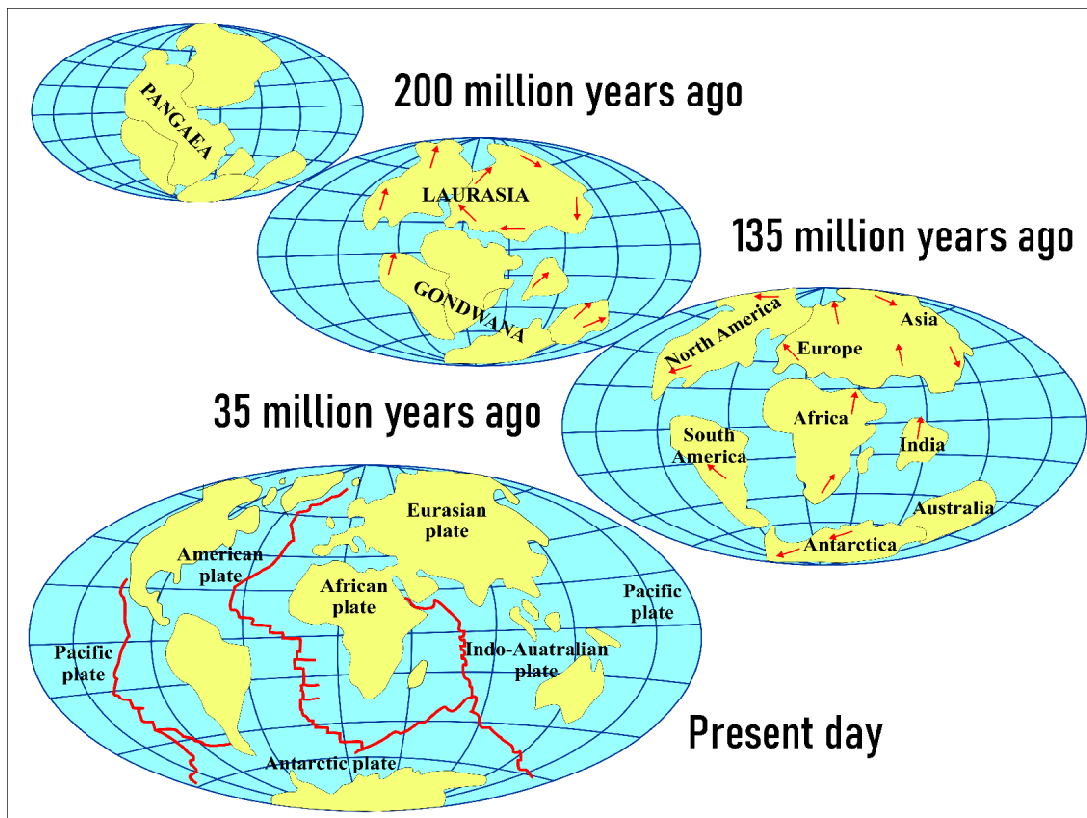 PANGAEA
200 million years ago
LAURASIA
GONDWANA
135 million years ago
North America
Asia
Europe
Africa
South
America
India
Australia
Antarctica
35 million years ago
Eurasian
plate
American
plate
African
plate
Pacific
plate
Pacific
plate
Indo-Auatralian
plate
Antarctic plate
Present day